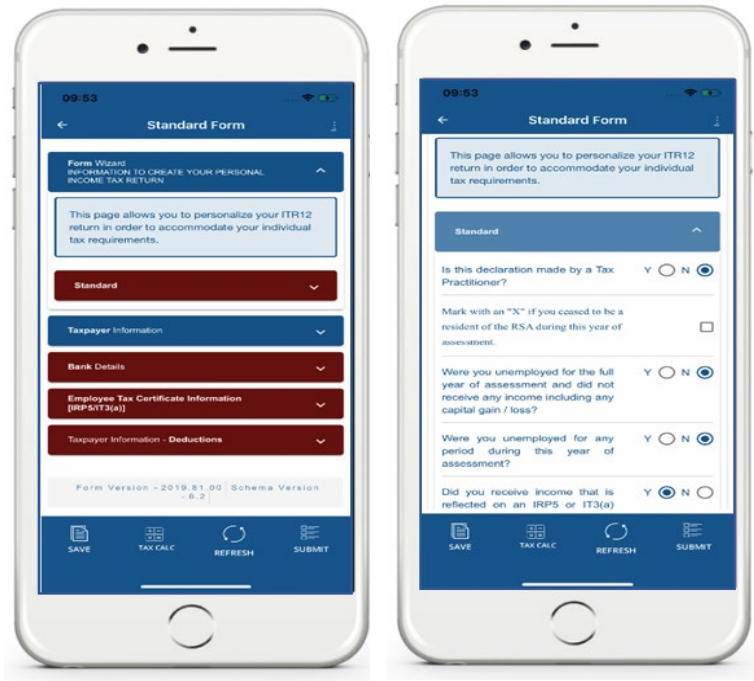 09:53
Standard Form
Form Wizard
INFORMATION TO CREATE YOUR PERSONAL
INCOME TAX RETURN
This page allows you to personalize your ITR12
return in order to accommodate your individual
tax requirements.
Standard
Taxpayer Information
Bank Details
Employee Tax Certificate Information
[IRP5/IT3(a)]
Taxpayer Information - Deductions
Form Version - 2019.81.00 Schema Version
- 6.2
SAVE TAX CALC REFRESH SUBMIT
09:53
Standard Form
This page allows you to personalize your ITR12
return in order to accommodate your individual
tax requirements.
Standard
Is this declaration made by a Tax Y N
Practitioner?
Mark with an "X" if you ceased to be a
resident of the RSA during this year of
assessment.
Were you unemployed for the full Y N
year of assessment and did not
receive any income including any
capital gain / loss?
Were you unemployed for any Y N
period during this year of
assessment?
Did you receive income that is Y N
reflected on an IRP5 or IT3(a)
SAVE TAX CALC REFRESH SUBMIT